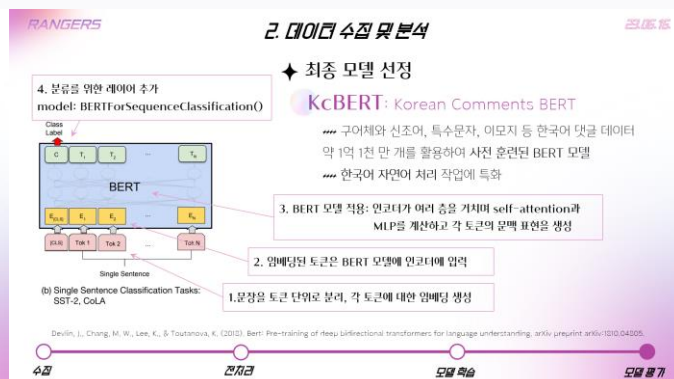 RANGERS
2. 데이터 수집 및 분석
23.06.16.
최종 모델 선정
KcBERT: Korean Comments BERT
구어체와 신조어, 특수문자, 이모지 등 한국어 댓글 데이터
약 1억 1천 만 개를 활용하여 사전 훈련된 BERT 모델
한국어 자연어 처리 작업에 특화
4. 분류를 위한 레이어 추가
model: BERTForSequenceClassification()
Class
Label
C T₁ T₂ ... Tₙ
BERT
E[CLS] E₁ E₂ ... Eₙ
[CLS] Tok 1 Tok 2 ... Tok N
Single Sentence
(b) Single Sentence Classification Tasks:
SST-2, CoLA
3. BERT 모델 적용: 인코더가 여러 층을 거치며 self-attention과
MLP를 계산하고 각 토큰의 문맥 표현을 생성
2. 임베딩된 토큰은 BERT 모델에 인코더에 입력
1.문장을 토큰 단위로 분리, 각 토큰에 대한 임베딩 생성
Devlin, J., Chang, M. W., Lee, K., & Toutanova, K. (2018). Bert: Pre-training of deep bidirectional transformers for language understanding. arXiv preprint arXiv:1810.04805.
수집
전처리
모델 학습
모델 평가